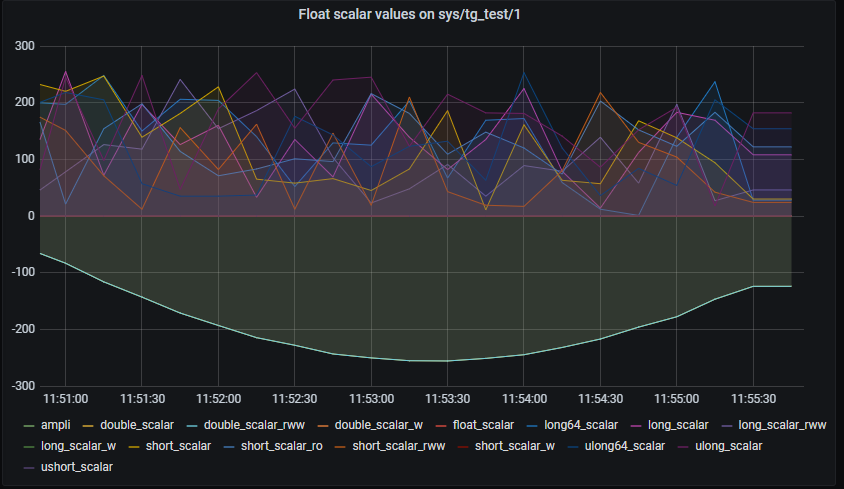 Float scalar values on sys/tg_test/1
300
200
100
0
-100
-200
-300
11:51:00 11:51:30 11:52:00 11:52:30 11:53:00 11:53:30 11:54:00 11:54:30 11:55:00 11:55:30
ampli double_scalar double_scalar_rww double_scalar_w float_scalar long64_scalar long_scalar long_scalar_rww
long_scalar_w short_scalar short_scalar_ro short_scalar_rww short_scalar_w ulong64_scalar ulong_scalar
ushort_scalar